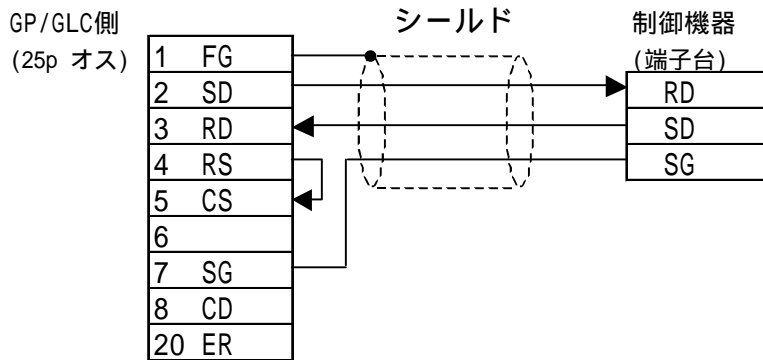 GP/GLC側
(25p オス)
シールド
制御機器
(端子台)
1 FG
2 SD
3 RD
4 RS
5 CS
6
7 SG
8 CD
20 ER
RD
SD
SG